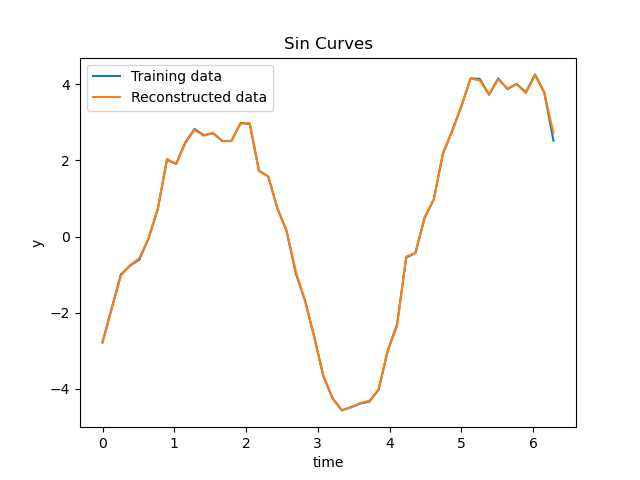 Sin Curves
Training data
Reconstructed data
4
2
0
−2
−4
y
0 1 2 3 4 5 6
time